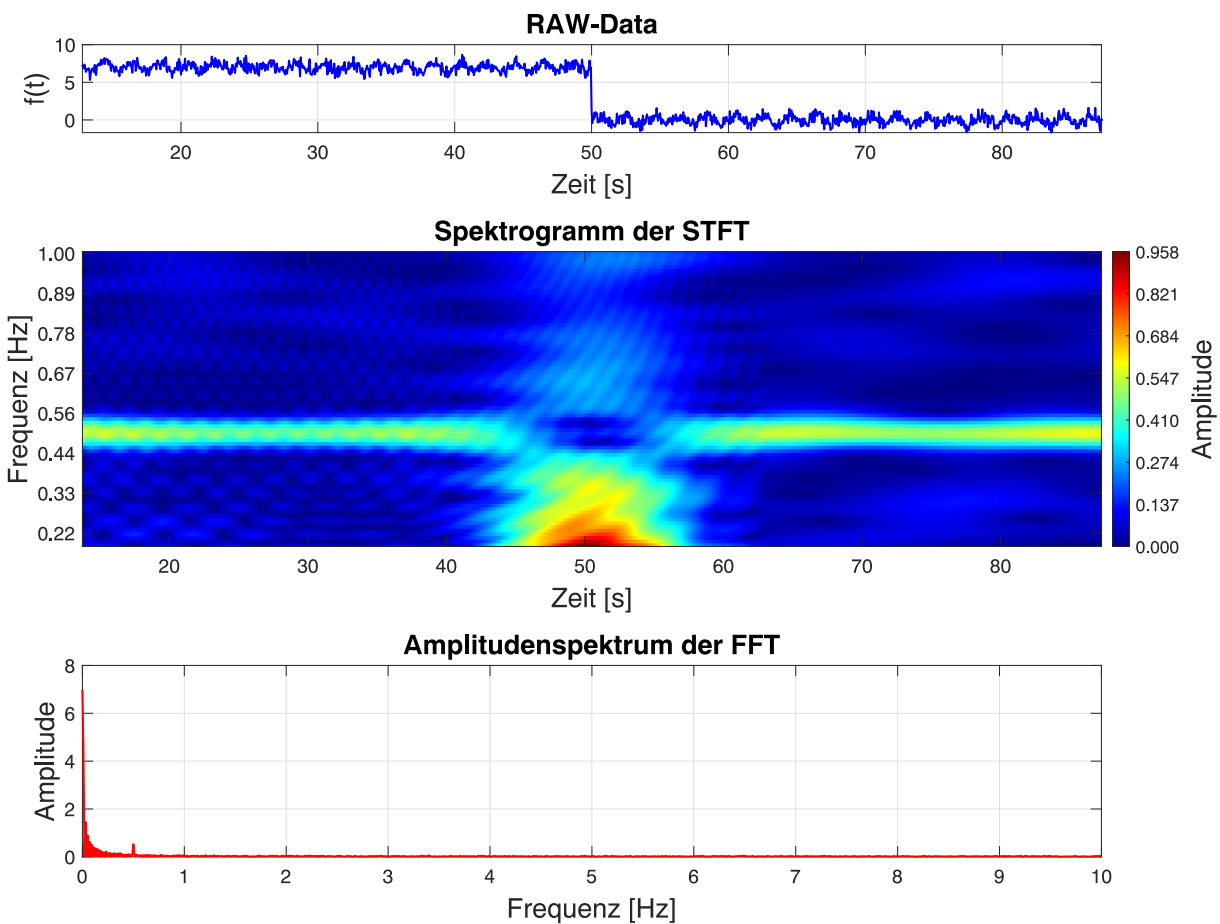 RAW-Data
f(t)
10
5
0
20 30 40 50 60 70 80
Zeit [s]
Spektrogramm der STFT
Frequenz [Hz]
1.00
0.89
0.78
0.67
0.56
0.44
0.33
0.22
20 30 40 50 60 70 80
Zeit [s]
0.958
0.821
0.684
0.547
0.410
0.274
0.137
0.000
Amplitude
Amplitudenspektrum der FFT
Amplitude
8
6
4
2
0
0 1 2 3 4 5 6 7 8 9 10
Frequenz [Hz]